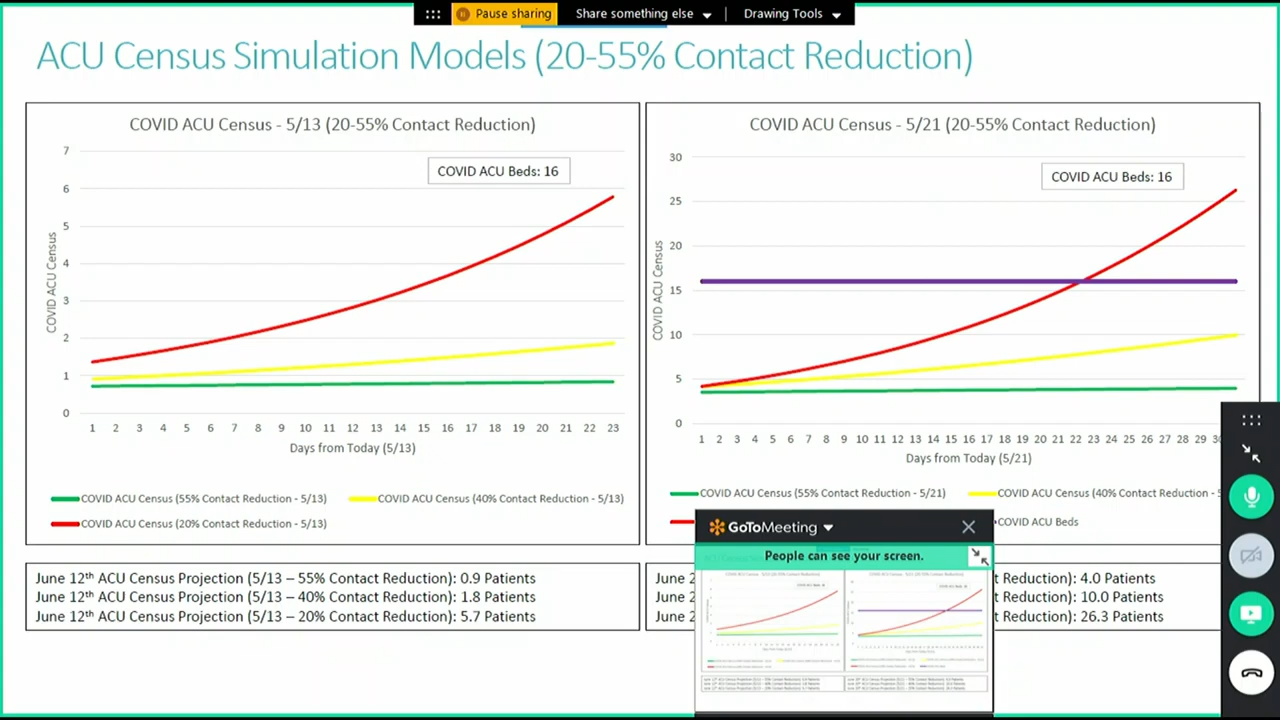 Pause sharing
Share something else
Drawing Tools
ACU Census Simulation Models (20-55% Contact Reduction)
COVID ACU Census - 5/13 (20-55% Contact Reduction)
COVID ACU Beds: 16
7
6
5
4
3
2
1
0
COVID ACU Census
1 2 3 4 5 6 7 8 9 10 11 12 13 14 15 16 17 18 19 20 21 22 23
Days from Today (5/13)
COVID ACU Census (55% Contact Reduction - 5/13)
COVID ACU Census (40% Contact Reduction - 5/13)
COVID ACU Census (20% Contact Reduction - 5/13)
June 12th ACU Census Projection (5/13 – 55% Contact Reduction): 0.9 Patients
June 12th ACU Census Projection (5/13 – 40% Contact Reduction): 1.8 Patients
June 12th ACU Census Projection (5/13 – 20% Contact Reduction): 5.7 Patients
COVID ACU Census - 5/21 (20-55% Contact Reduction)
COVID ACU Beds: 16
30
25
20
15
10
5
0
COVID ACU Census
1 2 3 4 5 6 7 8 9 10 11 12 13 14 15 16 17 18 19 20 21 22 23 24 25 26 27 28 29
Days from Today (5/21)
COVID ACU Census (55% Contact Reduction - 5/21)
COVID ACU Census (40% Contact Reduction - 5
COVID ACU Beds
June 2
June 2
June 2
t Reduction): 4.0 Patients
t Reduction): 10.0 Patients
t Reduction): 26.3 Patients
GoToMeeting
People can see your screen.